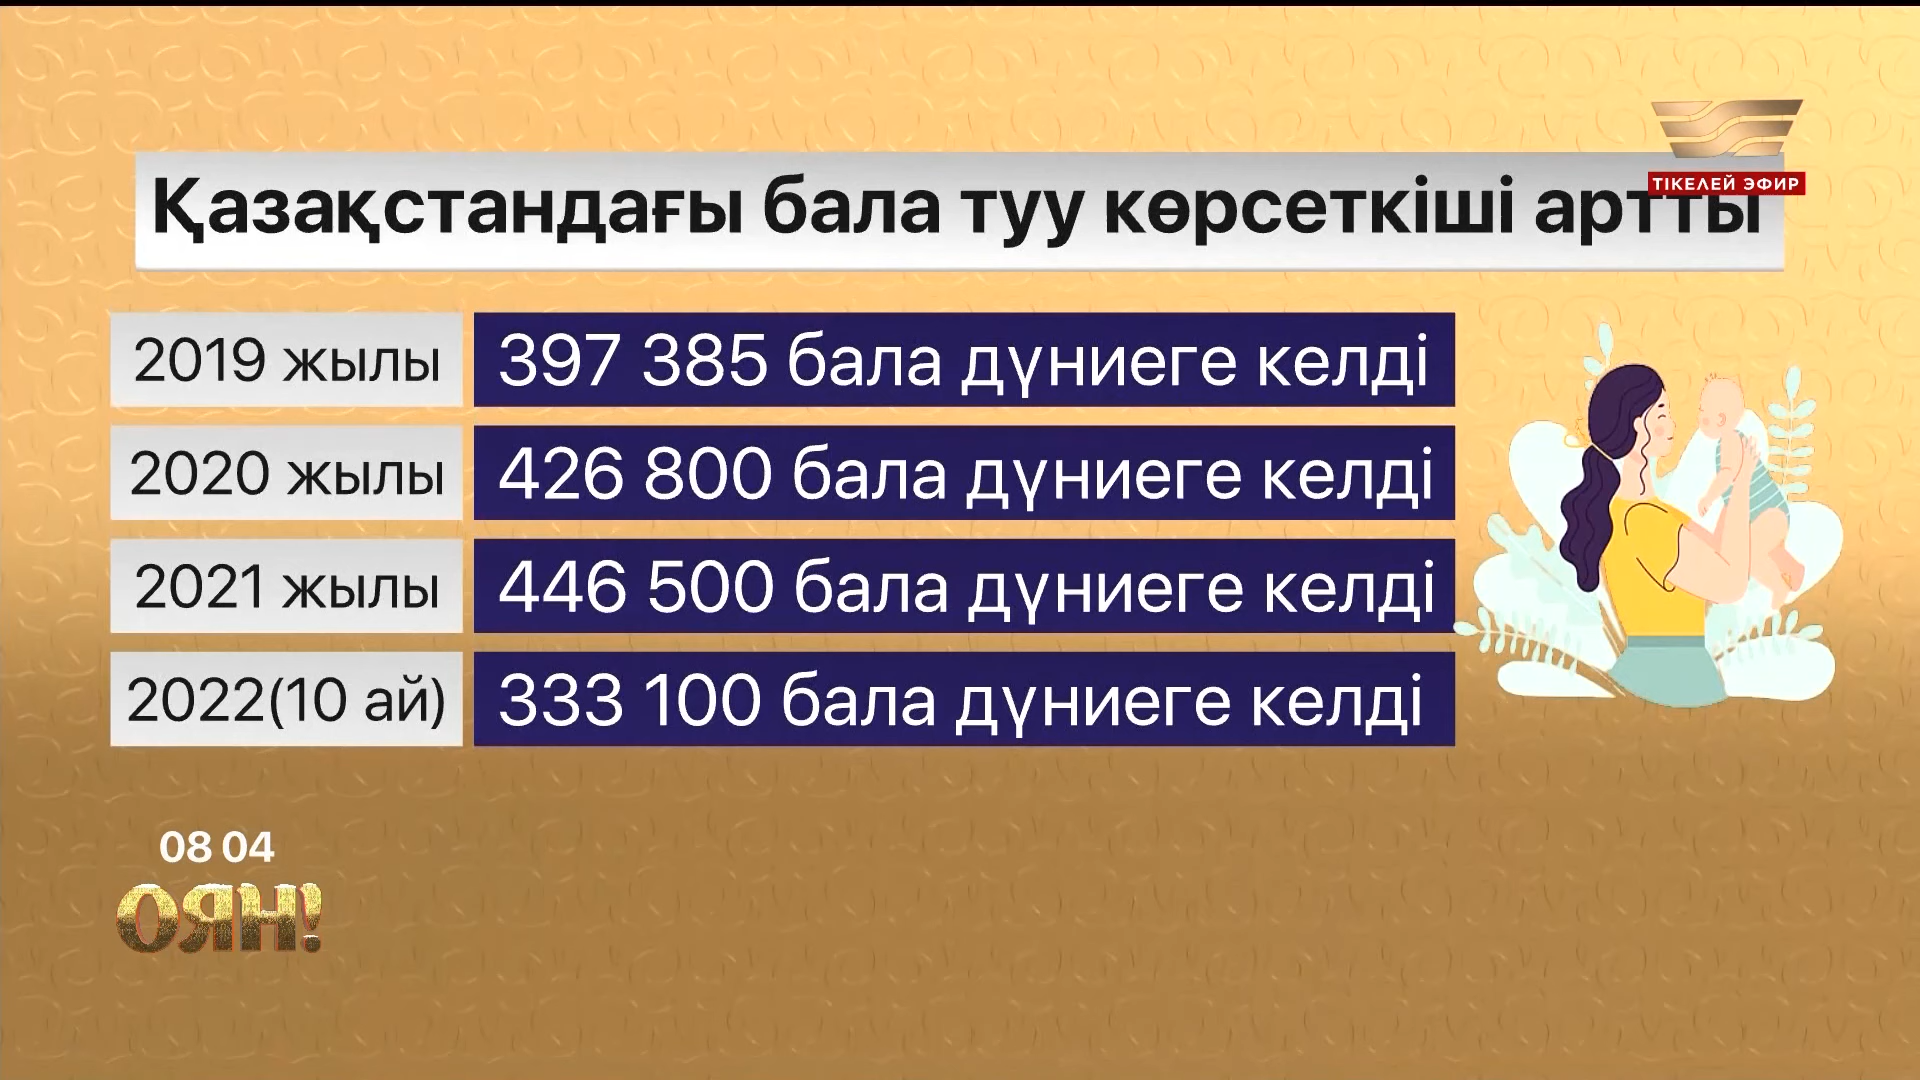 ТІКЕЛЕЙ ЭФИР
Қазақстандағы бала туу көрсеткіші артты
2019 жылы 397 385 бала дүниеге келді
2020 жылы 426 800 бала дүниеге келді
2021 жылы 446 500 бала дүниеге келді
2022(10 ай) 333 100 бала дүниеге келді
08 04
ОЯН!